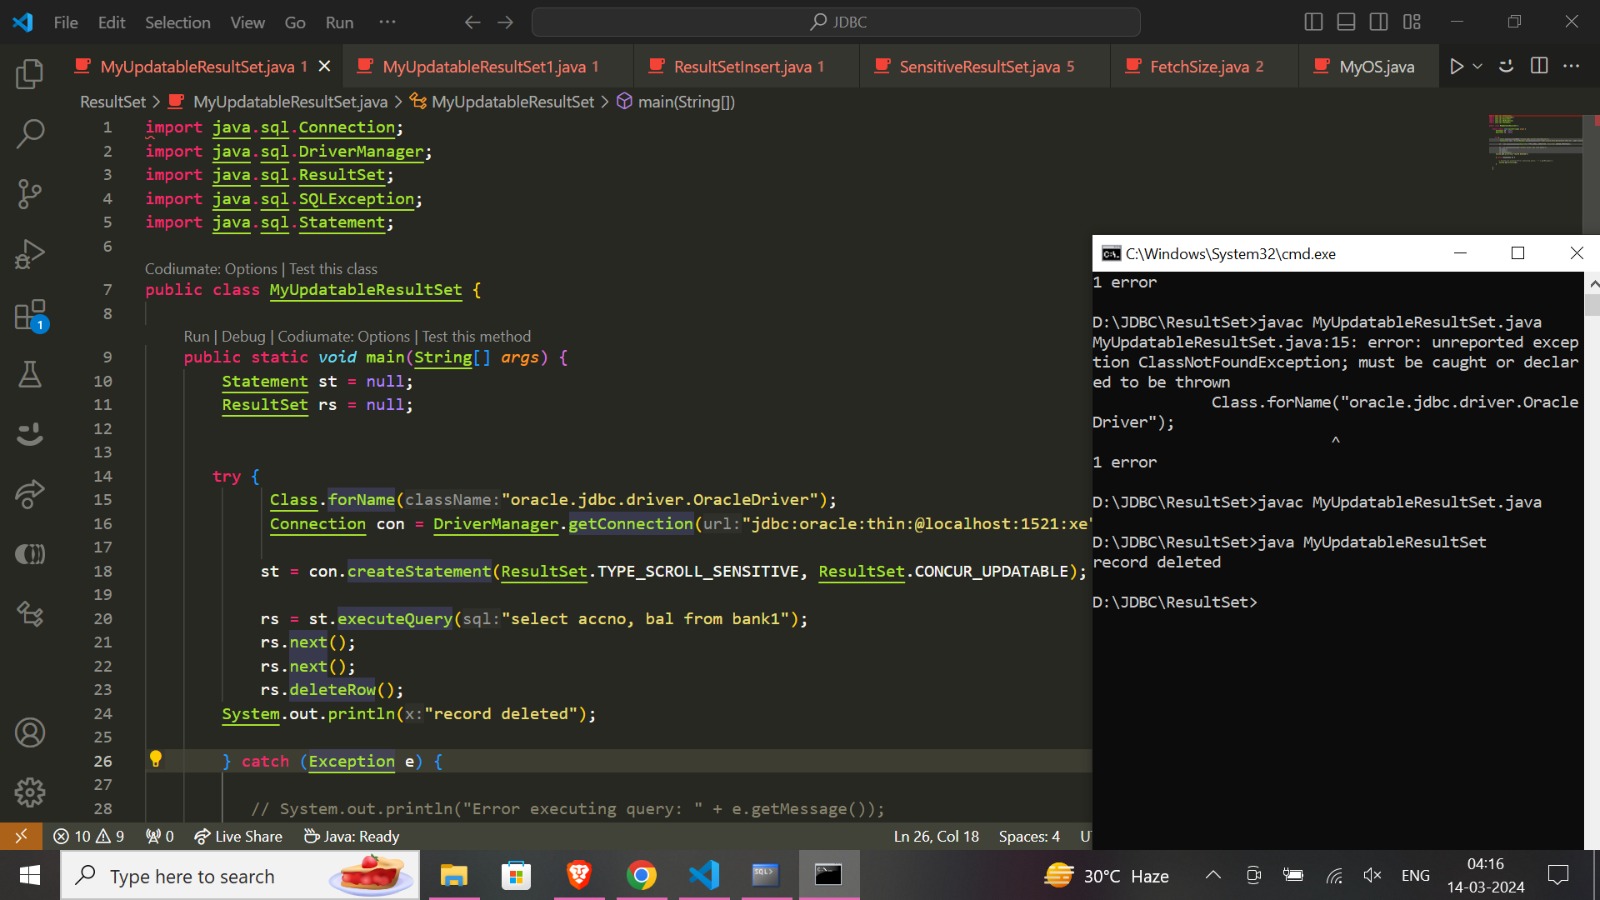 File Edit Selection View Go Run ··· JDBC
MyUpdatableResultSet.java 1 MyUpdatableResultSet1.java 1 ResultSetInsert.java 1 SensitiveResultSet.java 5 FetchSize.java 2 MyOS.java
ResultSet > MyUpdatableResultSet.java > MyUpdatableResultSet > main(String[])
1 import java.sql.Connection;
2 import java.sql.DriverManager;
3 import java.sql.ResultSet;
4 import java.sql.SQLException;
5 import java.sql.Statement;
6
Codiumate: Options | Test this class
7 public class MyUpdatableResultSet {
8
Run | Debug | Codiumate: Options | Test this method
9 public static void main(String[] args) {
10 Statement st = null;
11 ResultSet rs = null;
12
13
14 try {
15 Class.forName(className:"oracle.jdbc.driver.OracleDriver");
16 Connection con = DriverManager.getConnection(url:"jdbc:oracle:thin:@localhost:1521:xe"
17
18 st = con.createStatement(ResultSet.TYPE_SCROLL_SENSITIVE, ResultSet.CONCUR_UPDATABLE);
19
20 rs = st.executeQuery(sql:"select accno, bal from bank1");
21 rs.next();
22 rs.next();
23 rs.deleteRow();
24 System.out.println(x:"record deleted");
25
26 } catch (Exception e) {
27
28 // System.out.println("Error executing query: " + e.getMessage());
C:\Windows\System32\cmd.exe
1 error
D:\JDBC\ResultSet>javac MyUpdatableResultSet.java
MyUpdatableResultSet.java:15: error: unreported excep
tion ClassNotFoundException; must be caught or declar
ed to be thrown
Class.forName("oracle.jdbc.driver.Oracle
Driver");
^
1 error
D:\JDBC\ResultSet>javac MyUpdatableResultSet.java
D:\JDBC\ResultSet>java MyUpdatableResultSet
record deleted
D:\JDBC\ResultSet>
1
10 9 0 Live Share Java: Ready Ln 26, Col 18 Spaces: 4 U
Type here to search 30°C Haze ENG 04:16
14-03-2024